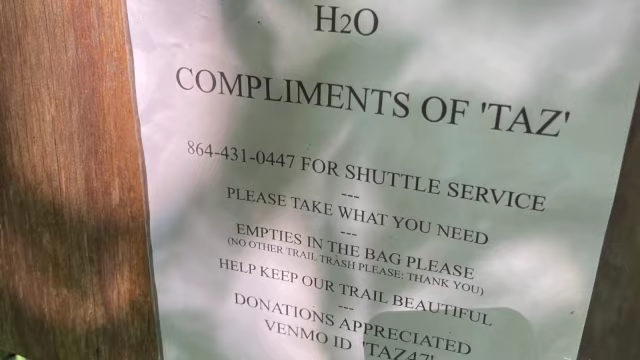 H2O
COMPLIMENTS OF 'TAZ'
864-431-0447 FOR SHUTTLE SERVICE
---
PLEASE TAKE WHAT YOU NEED
---
EMPTIES IN THE BAG PLEASE
(NO OTHER TRAIL TRASH PLEASE; THANK YOU)
HELP KEEP OUR TRAIL BEAUTIFUL
---
DONATIONS APPRECIATED
VENMO ID 'TAZ47'